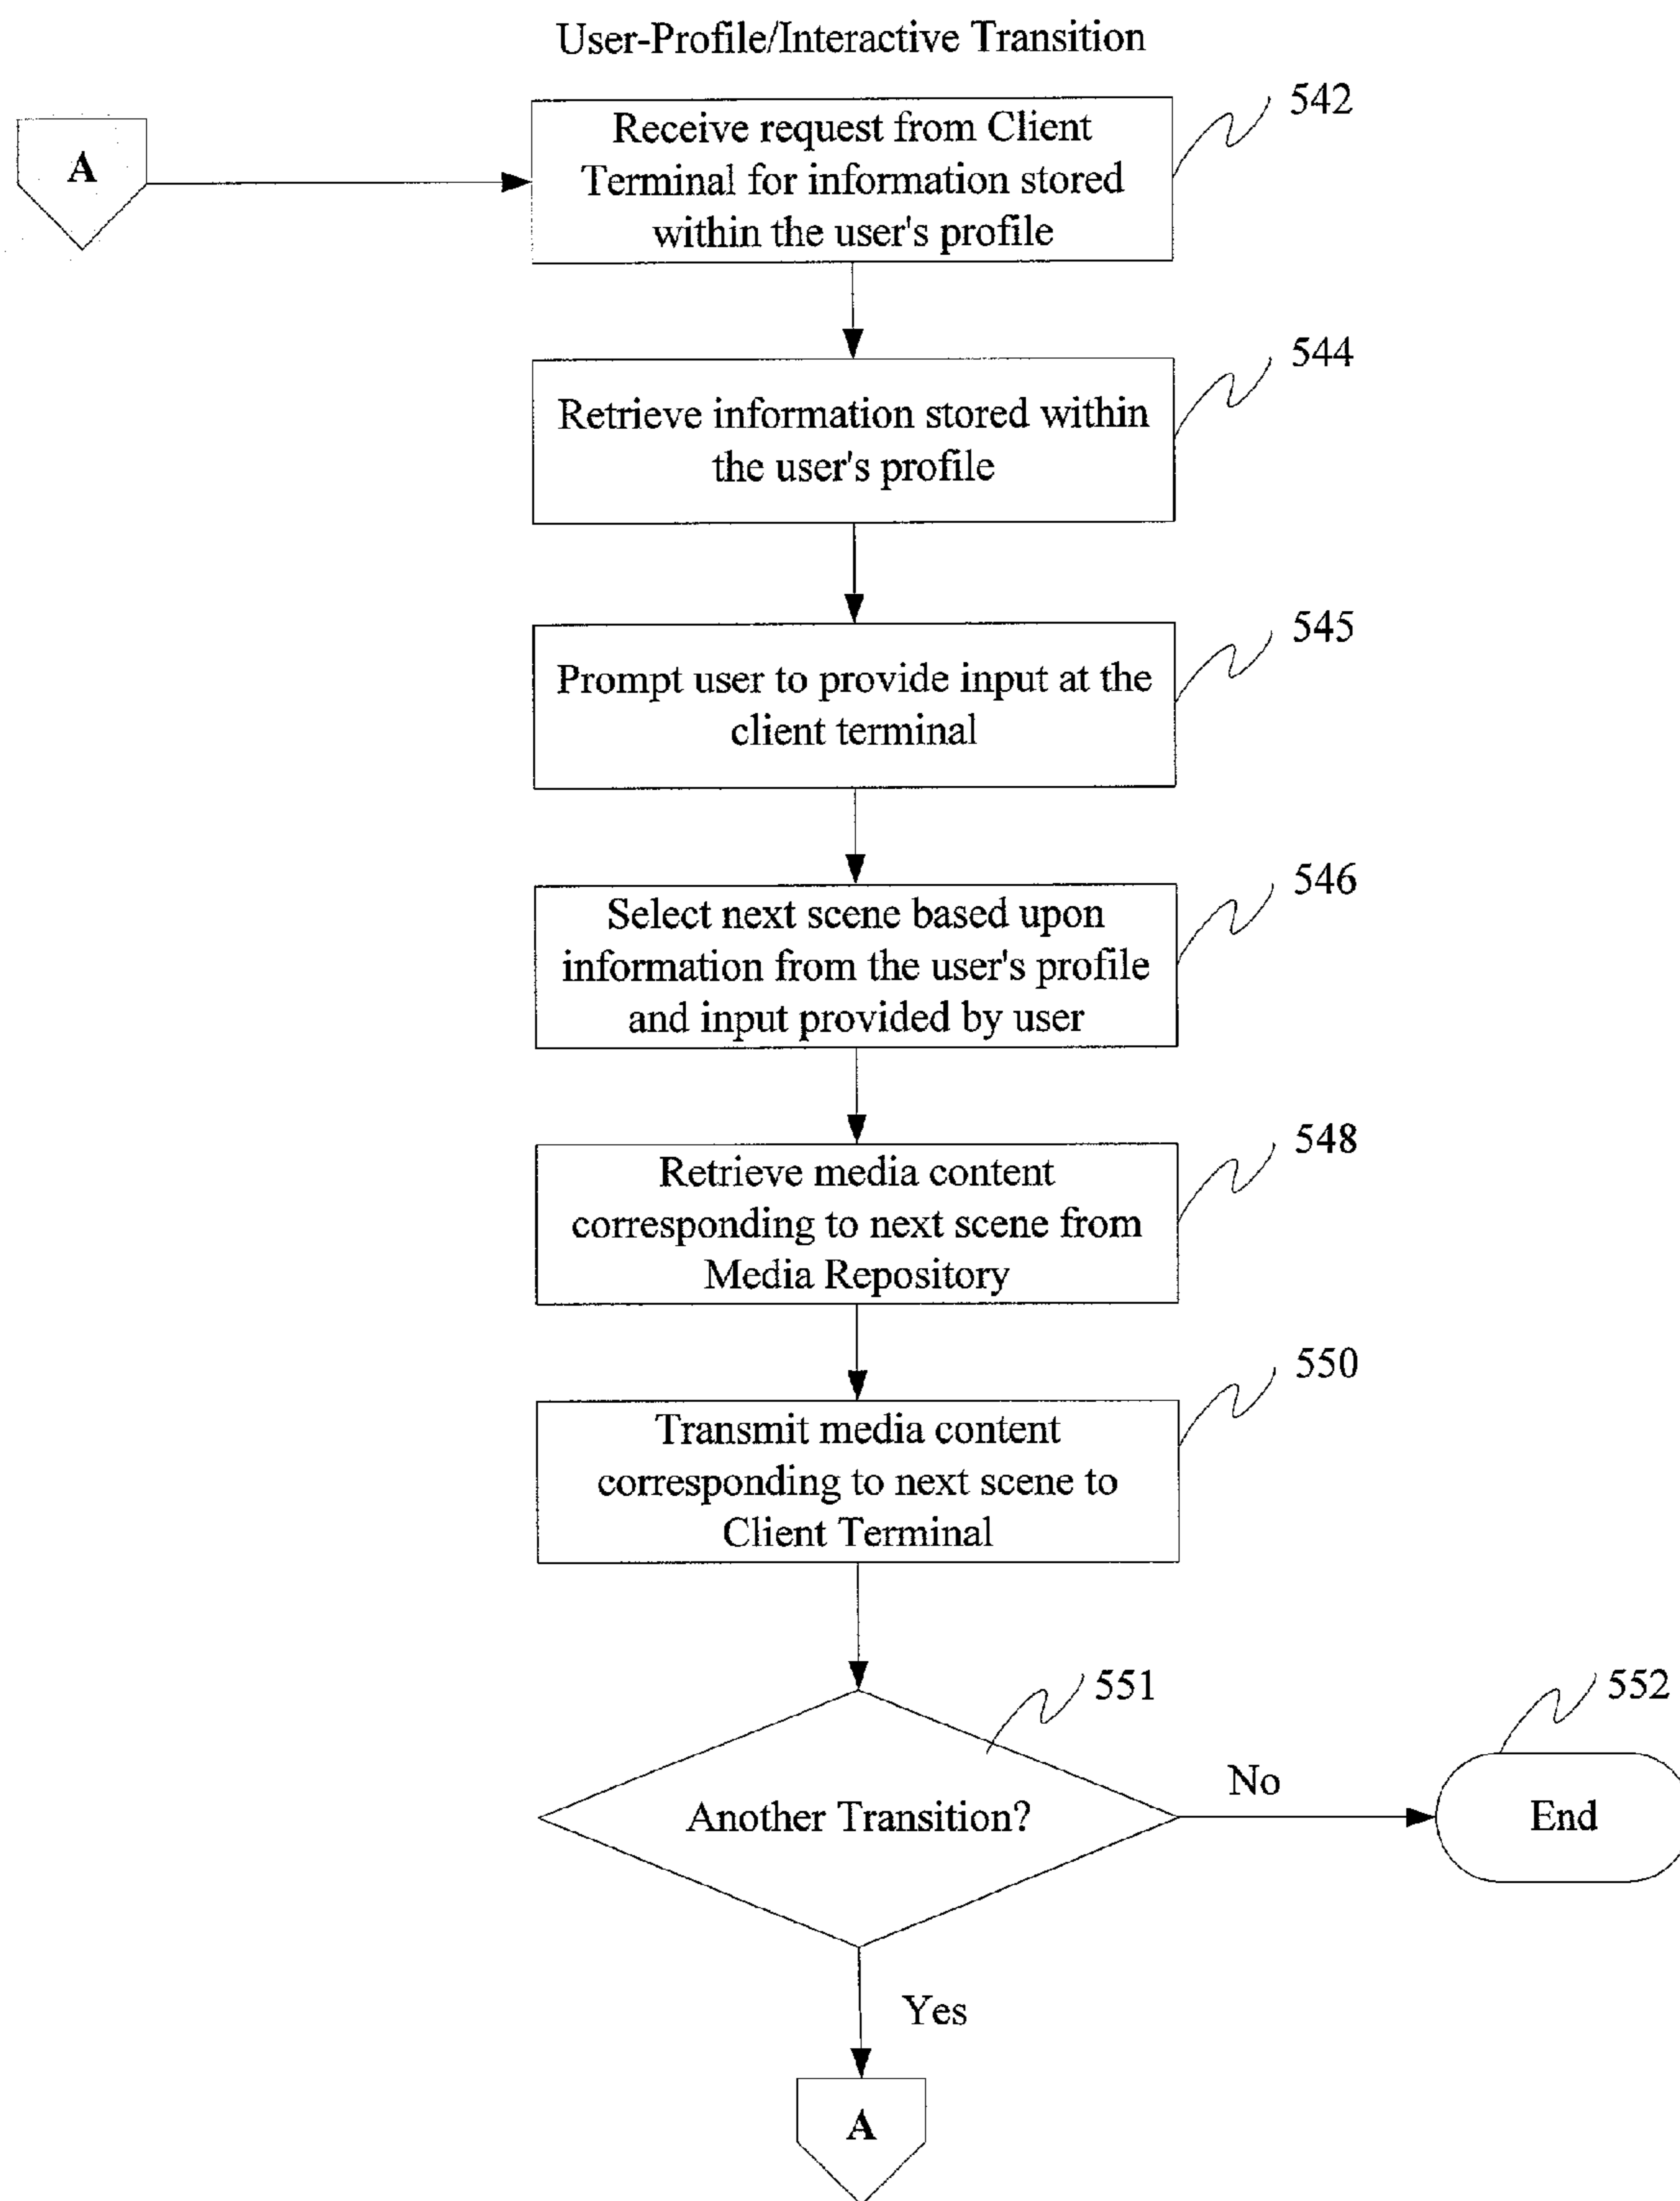 User-Profile/Interactive Transition
A
Receive request from Client
Terminal for information stored
within the user's profile
542
Retrieve information stored within
the user's profile
544
Prompt user to provide input at the
client terminal
545
Select next scene based upon
information from the user's profile
and input provided by user
546
Retrieve media content
corresponding to next scene from
Media Repository
548
Transmit media content
corresponding to next scene to
Client Terminal
550
Another Transition?
551
No
End
552
Yes
A